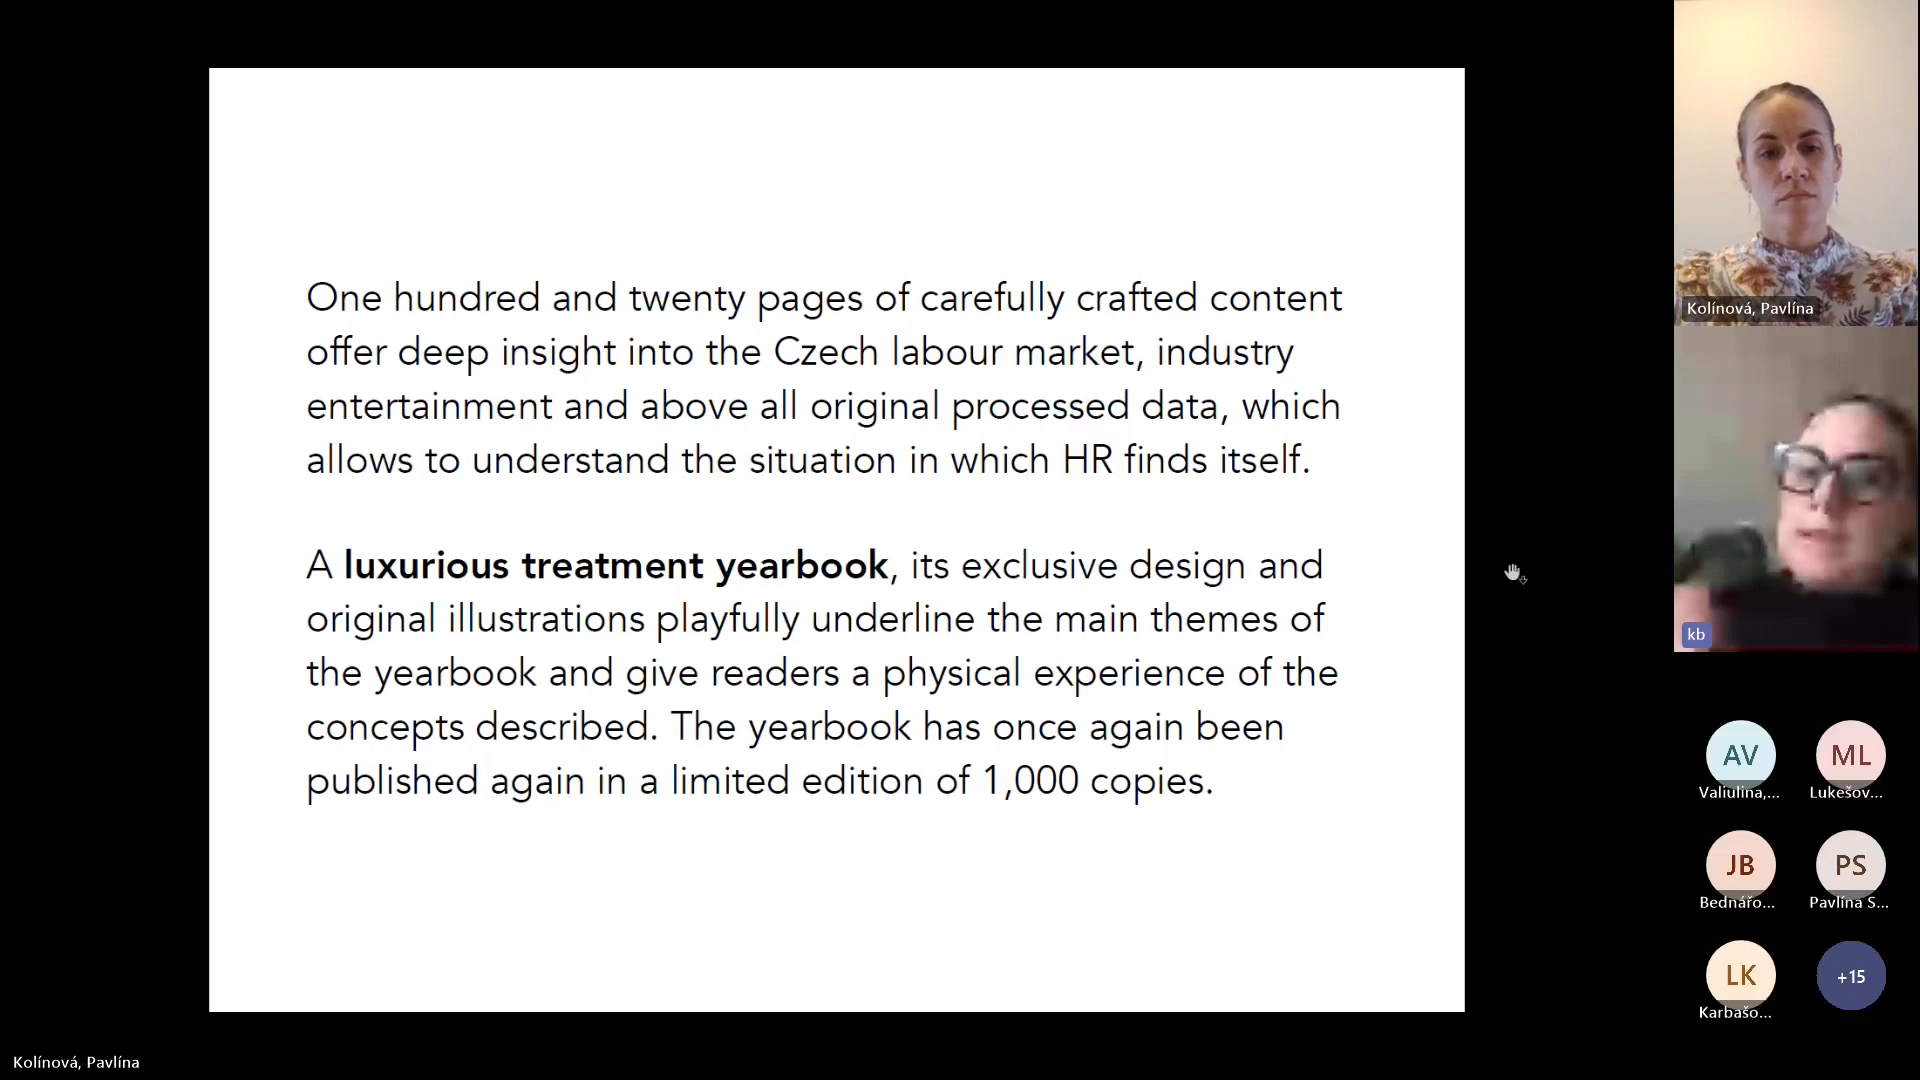 One hundred and twenty pages of carefully crafted content
offer deep insight into the Czech labour market, industry
entertainment and above all original processed data, which
allows to understand the situation in which HR finds itself.
A luxurious treatment yearbook, its exclusive design and
original illustrations playfully underline the main themes of
the yearbook and give readers a physical experience of the
concepts described. The yearbook has once again been
published again in a limited edition of 1,000 copies.
Kolínová, Pavlína
kb
AV
Valiulina,...
ML
Lukešov...
JB
Bednářo...
PS
Pavlína S...
LK
Karbašo...
+15
Kolínová, Pavlína